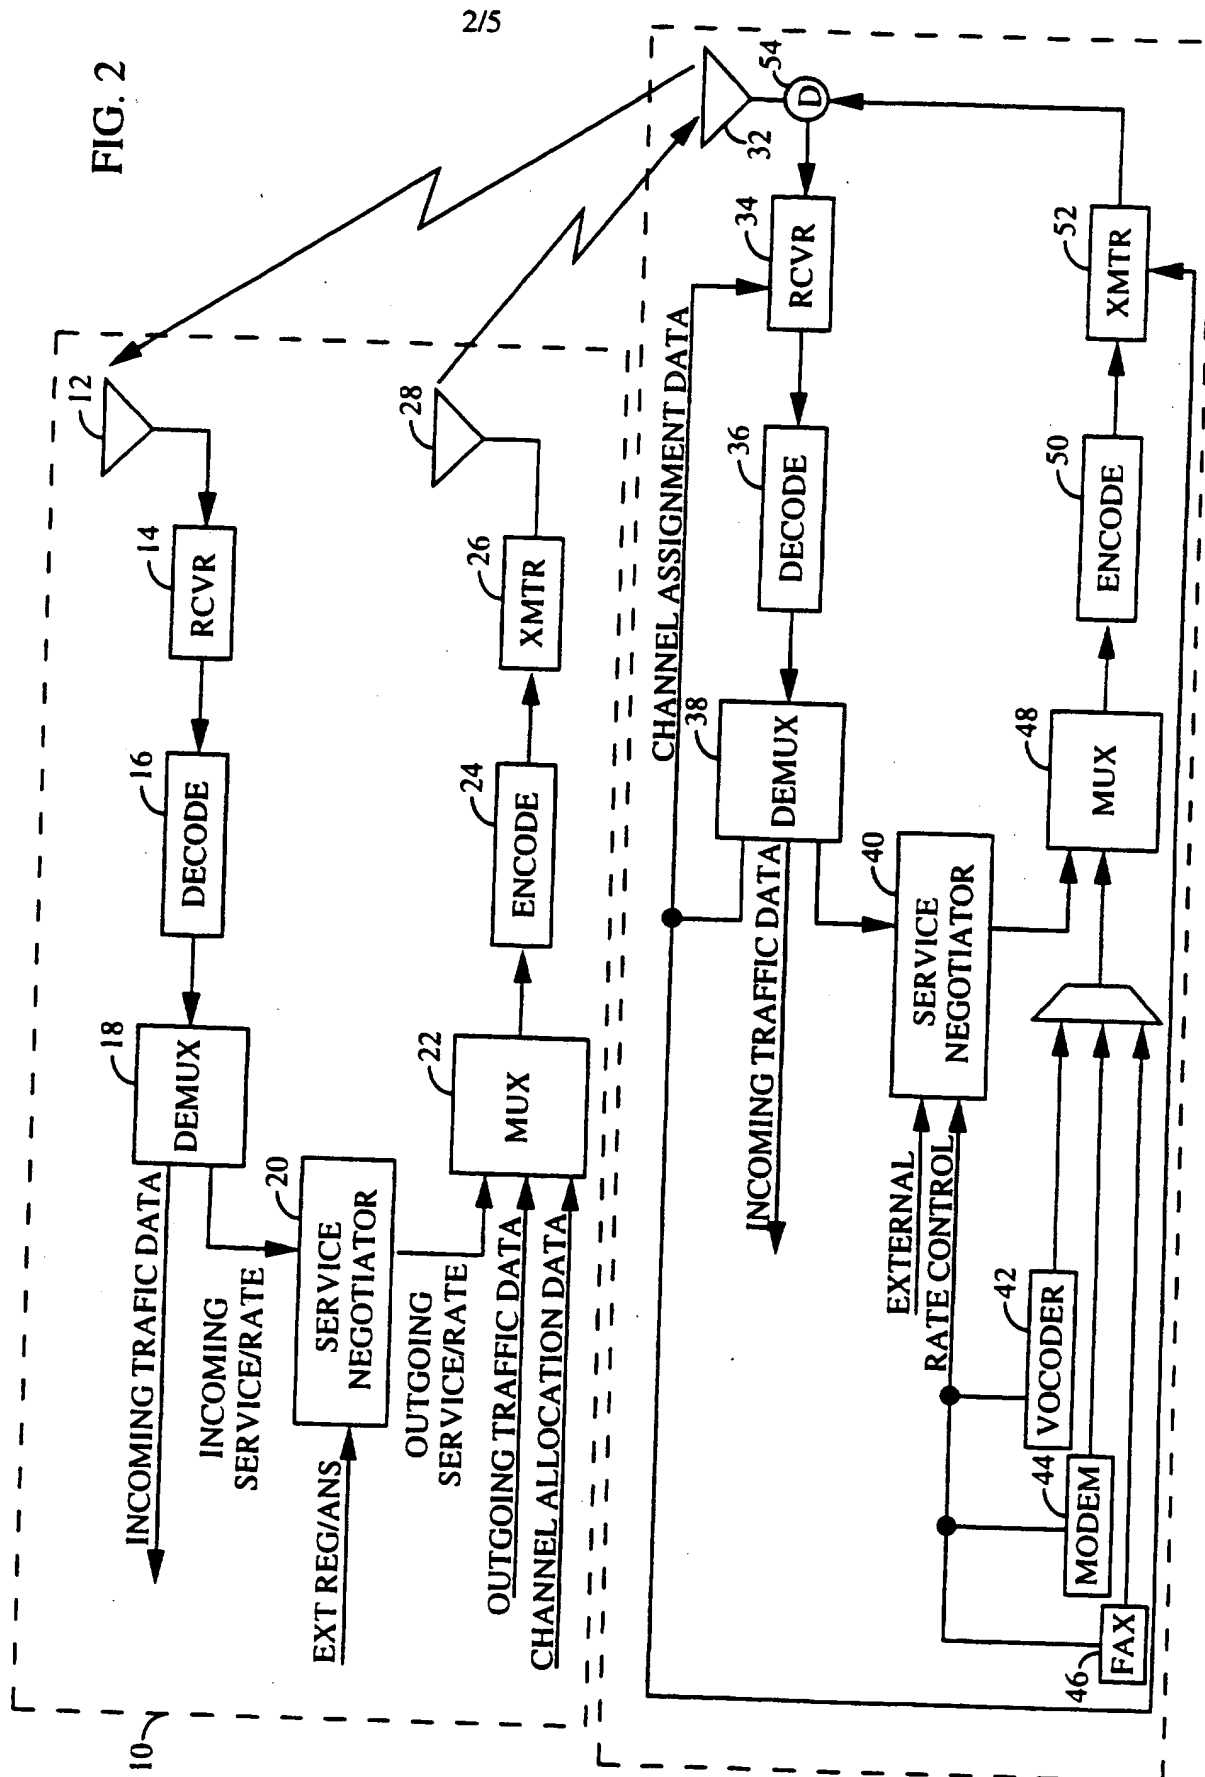 2/5
FIG. 2
10
12
RCVR
14
DECODE
16
DEMUX
18
INCOMING TRAFFIC DATA
INCOMING
SERVICE/RATE
SERVICE
NEGOTIATOR
20
EXT REG/ANS
OUTGOING
SERVICE/RATE
OUTGOING TRAFFIC DATA
CHANNEL ALLOCATION DATA
MUX
22
ENCODE
24
XMTR
26
28
32
D
54
CHANNEL ASSIGNMENT DATA
RCVR
34
DECODE
36
DEMUX
38
INCOMING TRAFFIC DATA
SERVICE
NEGOTIATOR
40
EXTERNAL
RATE CONTROL
VOCODER
42
MODEM
44
FAX
46
MUX
48
ENCODE
50
XMTR
52